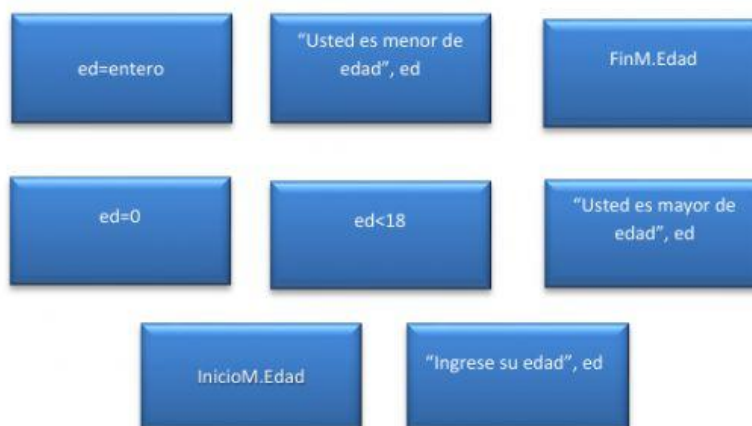 ed=entero
“Usted es menor de
edad”, ed
FinM.Edad
ed=0
ed<18
“Usted es mayor de
edad”, ed
InicioM.Edad
“Ingrese su edad”, ed